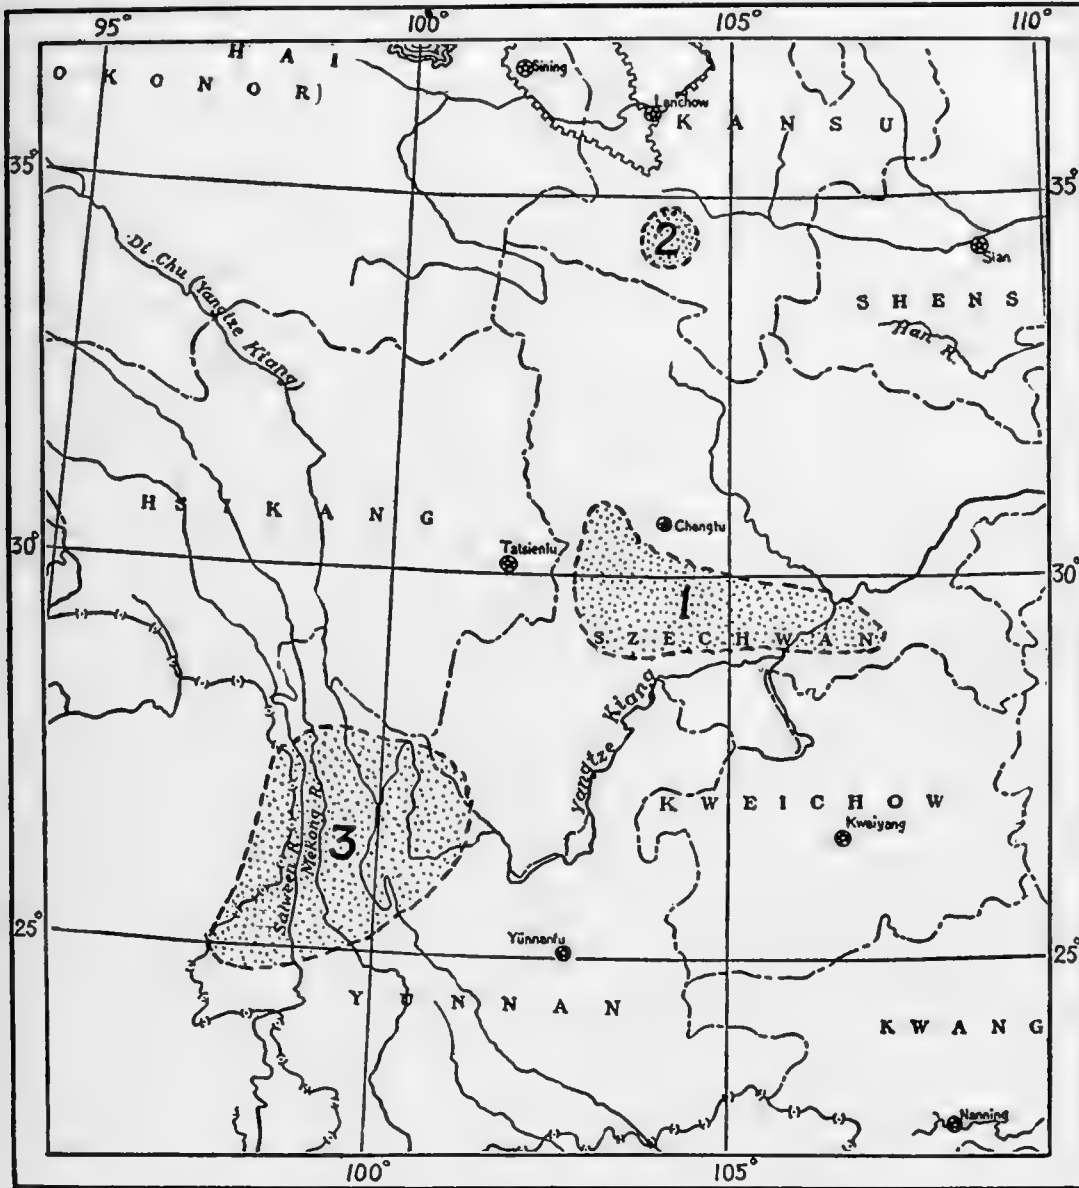 95° 100° 105° 110°
H A I
O K O N O R)
Sining
Lanchow
K A N S U
35° 35°
2
Sian
Di Chu (Yangtze Kiang)
S H E N S
Han R.
H S I K A N G
Chengtu
30° Tatsienlu 30°
1
S Z E C H W A N
Yangtze Kiang
K W E I C H O W
Kweiyang
3
Salween R.
Mekong R.
25° 25°
Yünnanfu
Y U N N A N
K W A N G
Nanning
100° 105°